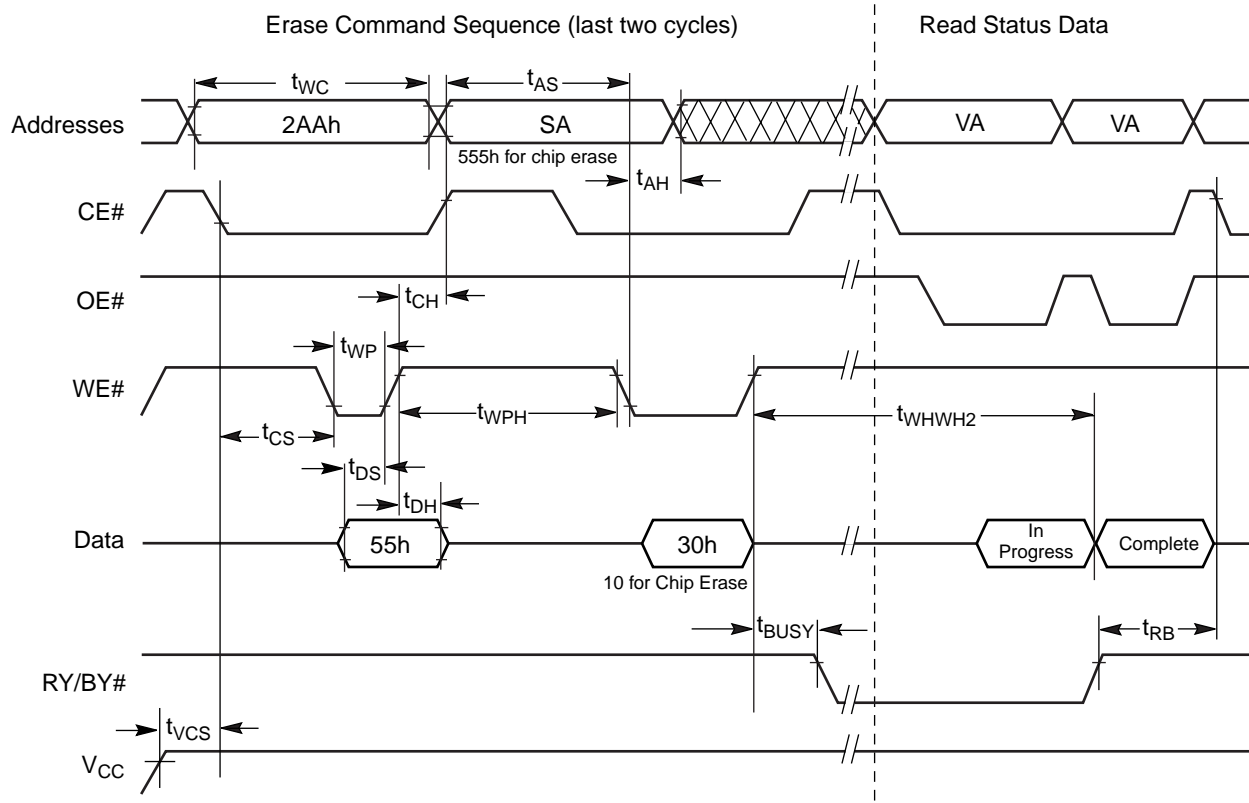 Erase Command Sequence (last two cycles)
Read Status Data
tWC
tAS
Addresses
2AAh
SA
VA
VA
555h for chip erase
tAH
CE#
tCH
OE#
tWP
WE#
tWPH
tWHWH2
tCS
tDS
tDH
Data
55h
30h
In
Progress
Complete
10 for Chip Erase
tBUSY
tRB
RY/BY#
tVCS
VCC